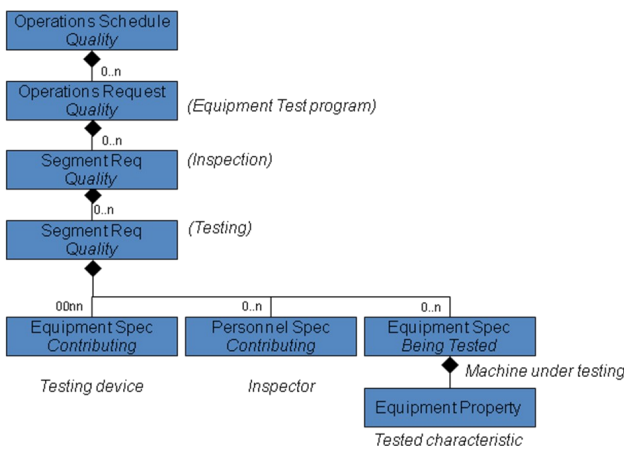 Operations Schedule
Quality
0..n
Operations Request
Quality
(Equipment Test program)
0..n
Segment Req
Quality
(Inspection)
0..n
Segment Req
Quality
(Testing)
00nn
0..n
0..n
Equipment Spec
Contributing
Personnel Spec
Contributing
Equipment Spec
Being Tested
Testing device
Inspector
Machine under testing
Equipment Property
Tested characteristic